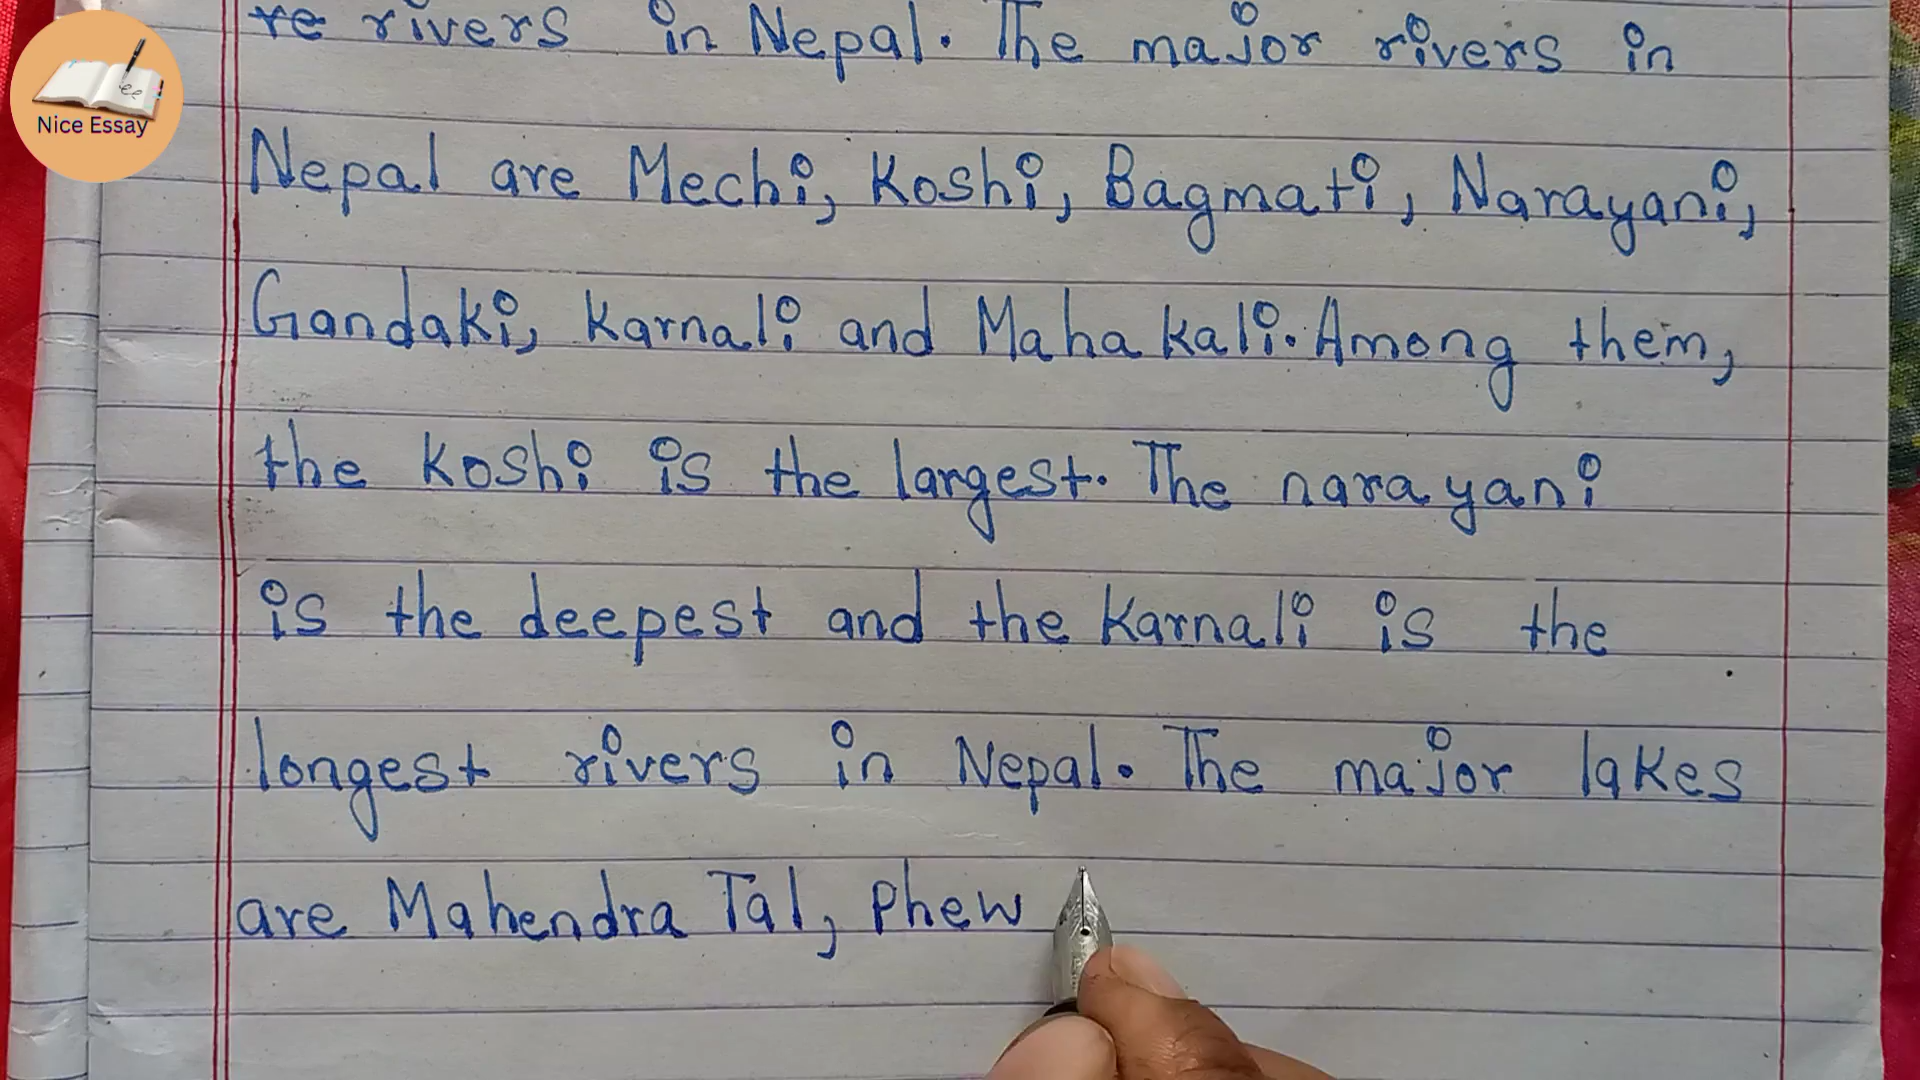 re rivers in Nepal. The major rivers in
Nice Essay
Nepal are Mechi, Koshi, Bagmati, Narayani,
Gandaki, Karnali and Maha kali. Among them,
the Koshi is the largest. The narayani
is the deepest and the Karnali is the
longest rivers in Nepal. The major lakes
are Mahendra Tal, Phew